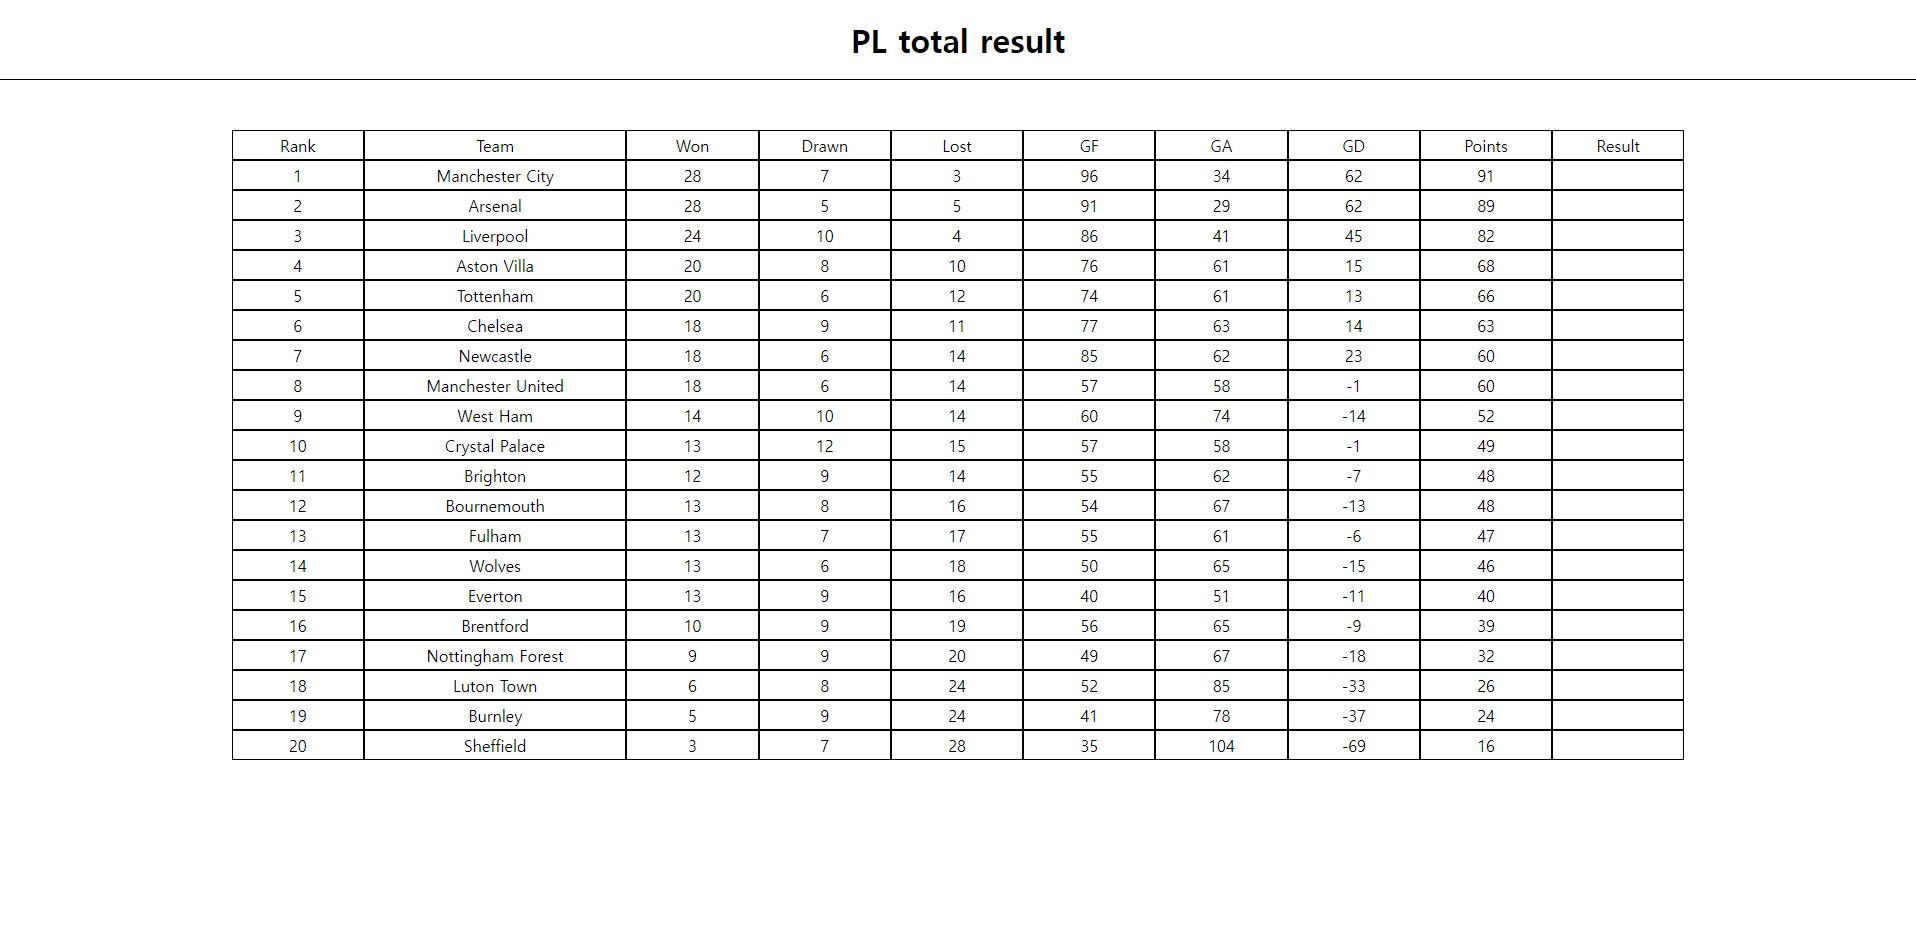 PL total result
Rank Team Won Drawn Lost GF GA GD Points Result
1 Manchester City 28 7 3 96 34 62 91
2 Arsenal 28 5 5 91 29 62 89
3 Liverpool 24 10 4 86 41 45 82
4 Aston Villa 20 8 10 76 61 15 68
5 Tottenham 20 6 12 74 61 13 66
6 Chelsea 18 9 11 77 63 14 63
7 Newcastle 18 6 14 85 62 23 60
8 Manchester United 18 6 14 57 58 -1 60
9 West Ham 14 10 14 60 74 -14 52
10 Crystal Palace 13 12 15 57 58 -1 49
11 Brighton 12 9 14 55 62 -7 48
12 Bournemouth 13 8 16 54 67 -13 48
13 Fulham 13 7 17 55 61 -6 47
14 Wolves 13 6 18 50 65 -15 46
15 Everton 13 9 16 40 51 -11 40
16 Brentford 10 9 19 56 65 -9 39
17 Nottingham Forest 9 9 20 49 67 -18 32
18 Luton Town 6 8 24 52 85 -33 26
19 Burnley 5 9 24 41 78 -37 24
20 Sheffield 3 7 28 35 104 -69 16